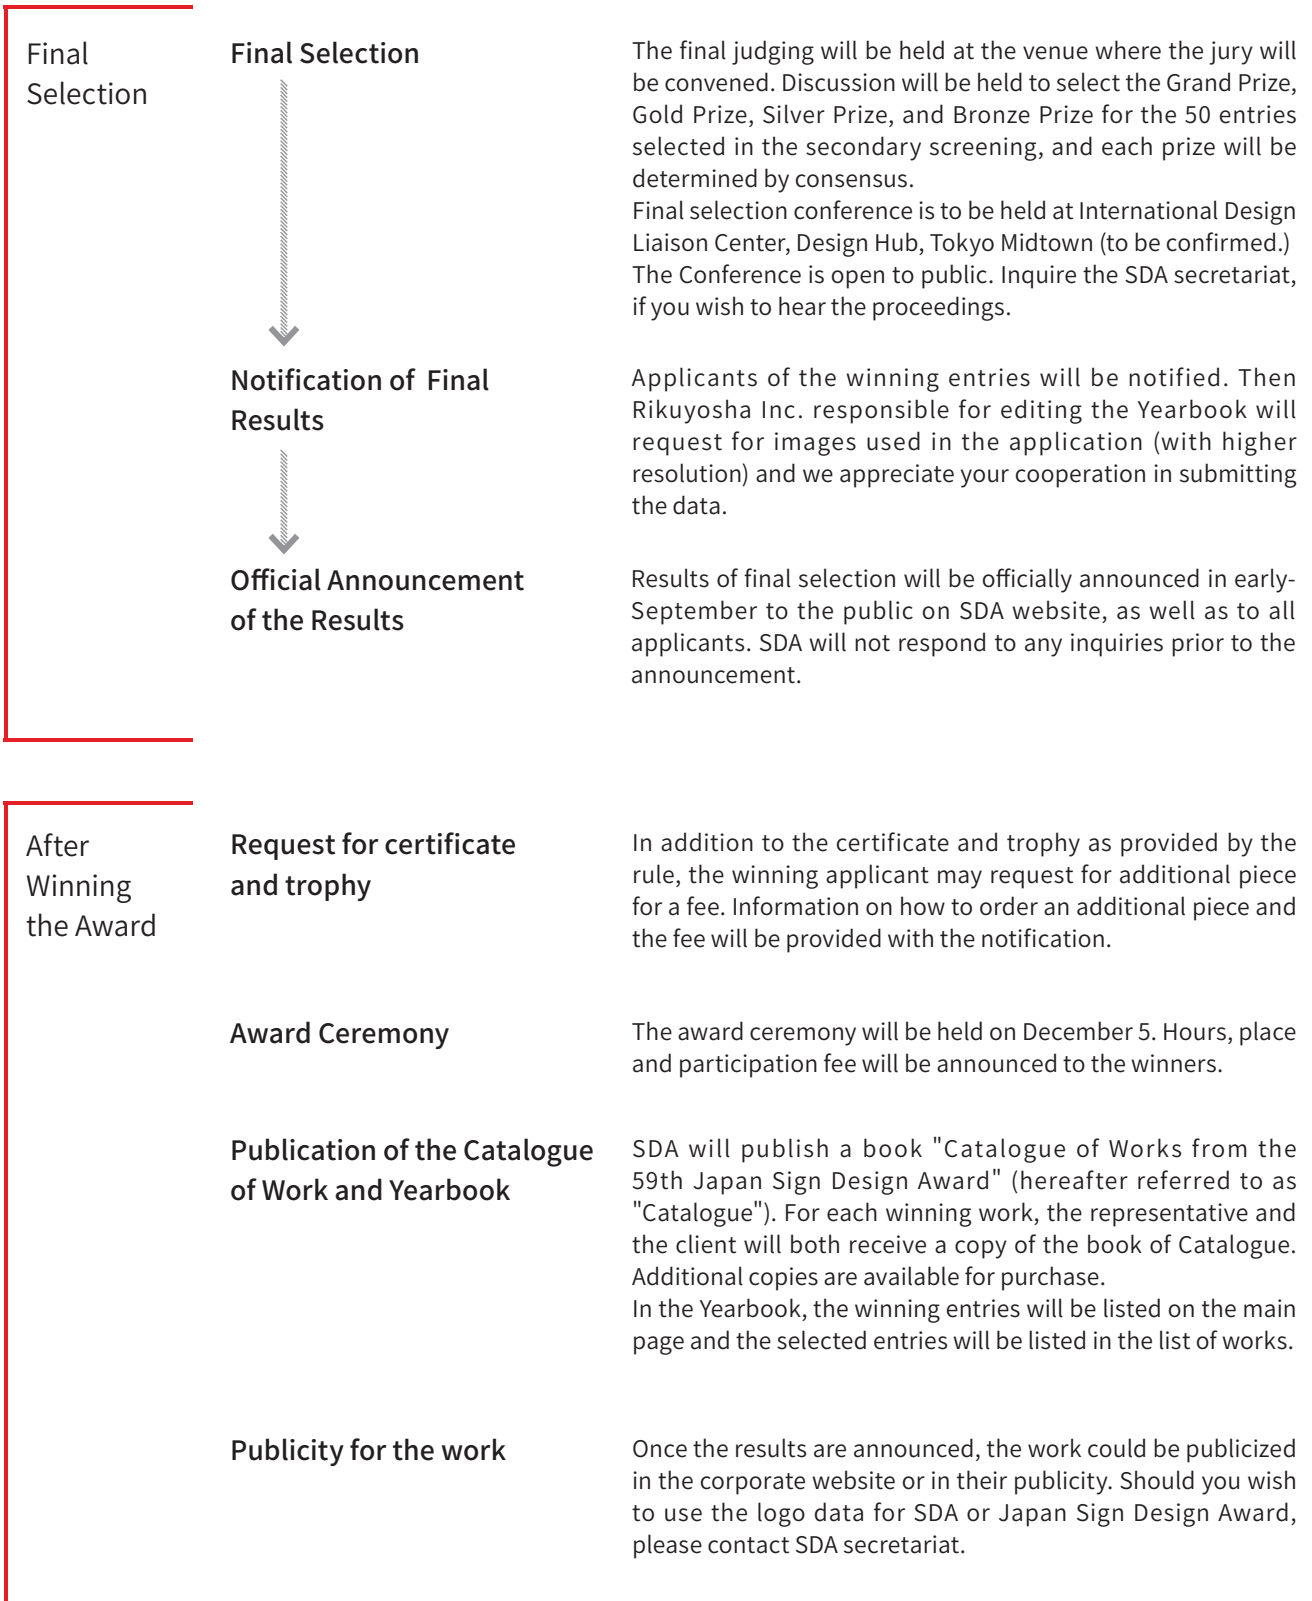 Final
Selection
Final Selection
The final judging will be held at the venue where the jury will
be convened. Discussion will be held to select the Grand Prize,
Gold Prize, Silver Prize, and Bronze Prize for the 50 entries
selected in the secondary screening, and each prize will be
determined by consensus.
Final selection conference is to be held at International Design
Liaison Center, Design Hub, Tokyo Midtown (to be confirmed.)
The Conference is open to public. Inquire the SDA secretariat,
if you wish to hear the proceedings.
Notification of Final
Results
Applicants of the winning entries will be notified. Then
Rikuyosha Inc. responsible for editing the Yearbook will
request for images used in the application (with higher
resolution) and we appreciate your cooperation in submitting
the data.
Official Announcement
of the Results
Results of final selection will be officially announced in early-
September to the public on SDA website, as well as to all
applicants. SDA will not respond to any inquiries prior to the
announcement.
After
Winning
the Award
Request for certificate
and trophy
In addition to the certificate and trophy as provided by the
rule, the winning applicant may request for additional piece
for a fee. Information on how to order an additional piece and
the fee will be provided with the notification.
Award Ceremony
The award ceremony will be held on December 5. Hours, place
and participation fee will be announced to the winners.
Publication of the Catalogue
of Work and Yearbook
SDA will publish a book "Catalogue of Works from the
59th Japan Sign Design Award" (hereafter referred to as
"Catalogue"). For each winning work, the representative and
the client will both receive a copy of the book of Catalogue.
Additional copies are available for purchase.
In the Yearbook, the winning entries will be listed on the main
page and the selected entries will be listed in the list of works.
Publicity for the work
Once the results are announced, the work could be publicized
in the corporate website or in their publicity. Should you wish
to use the logo data for SDA or Japan Sign Design Award,
please contact SDA secretariat.